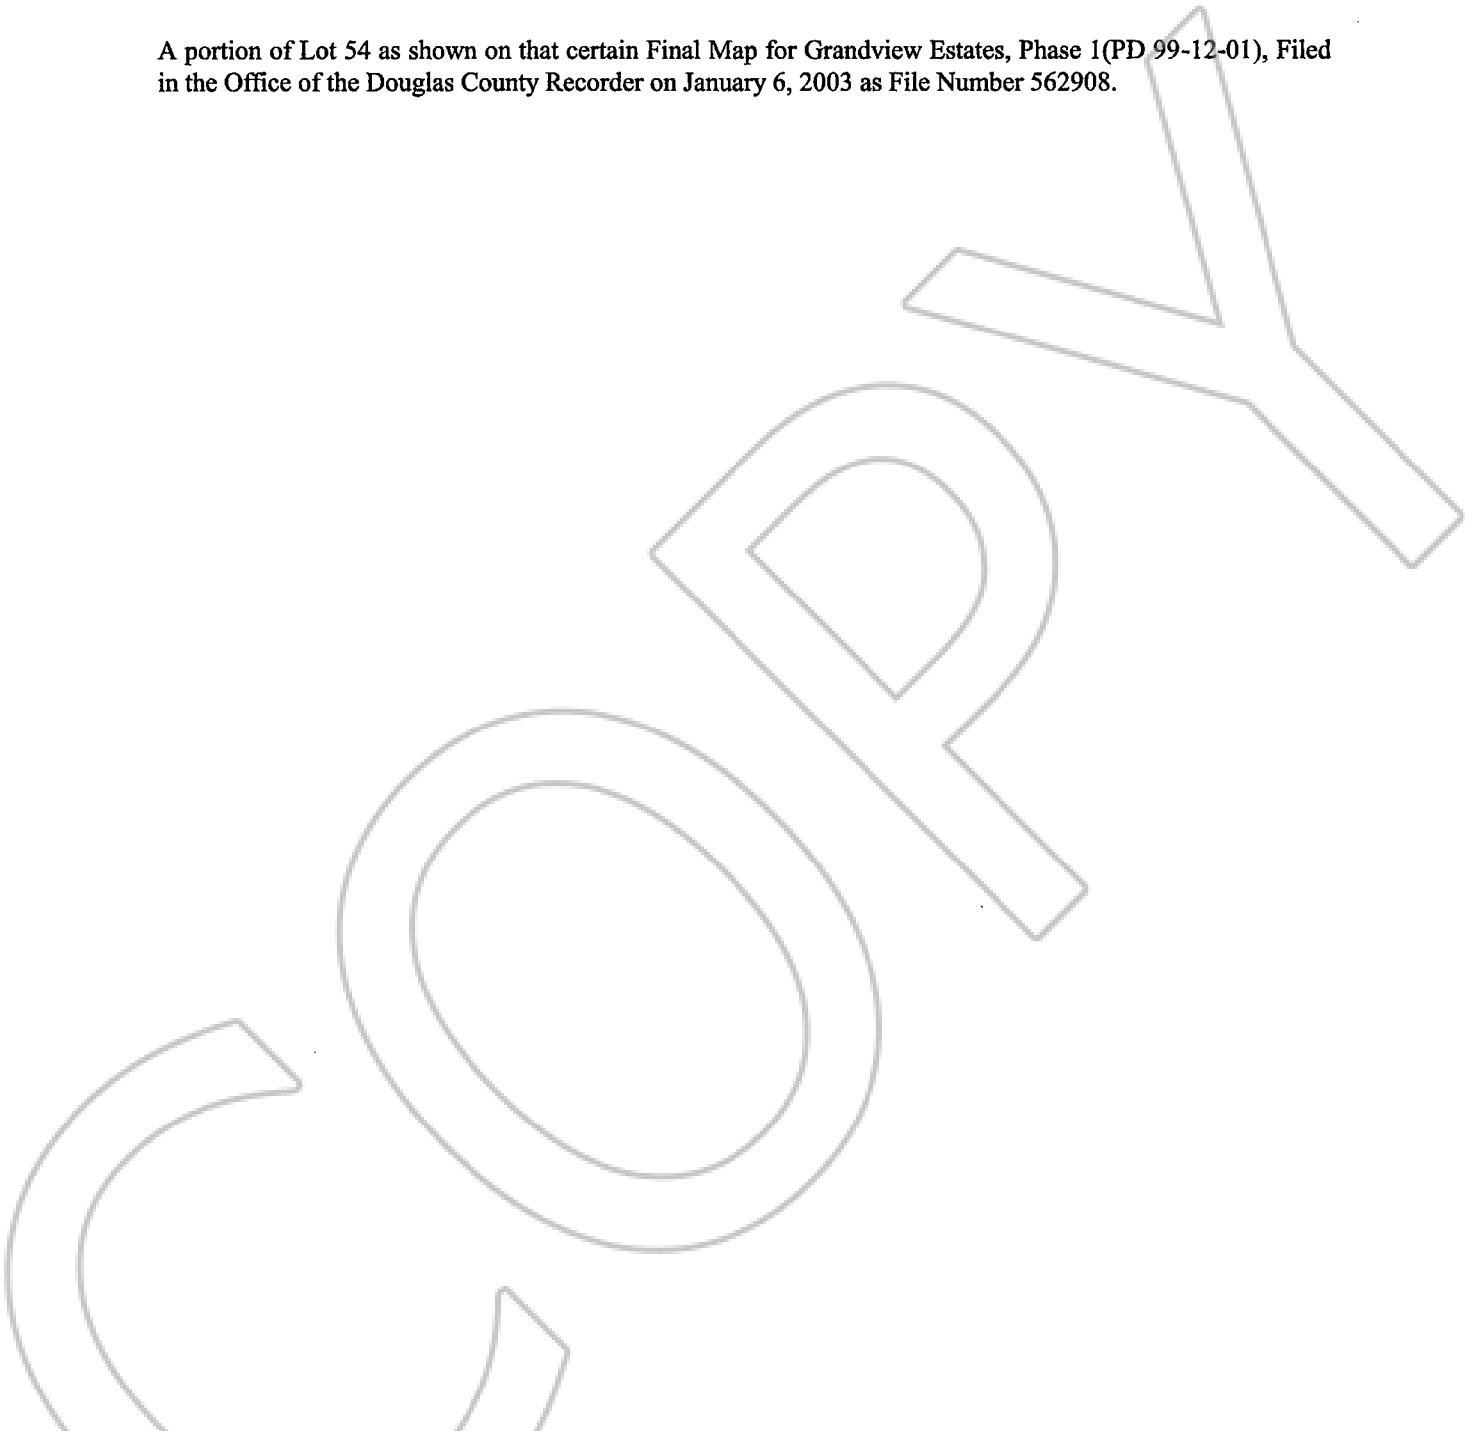 A portion of Lot 54 as shown on that certain Final Map for Grandview Estates, Phase 1(PD 99-12-01), Filed
in the Office of the Douglas County Recorder on January 6, 2003 as File Number 562908.
COPY